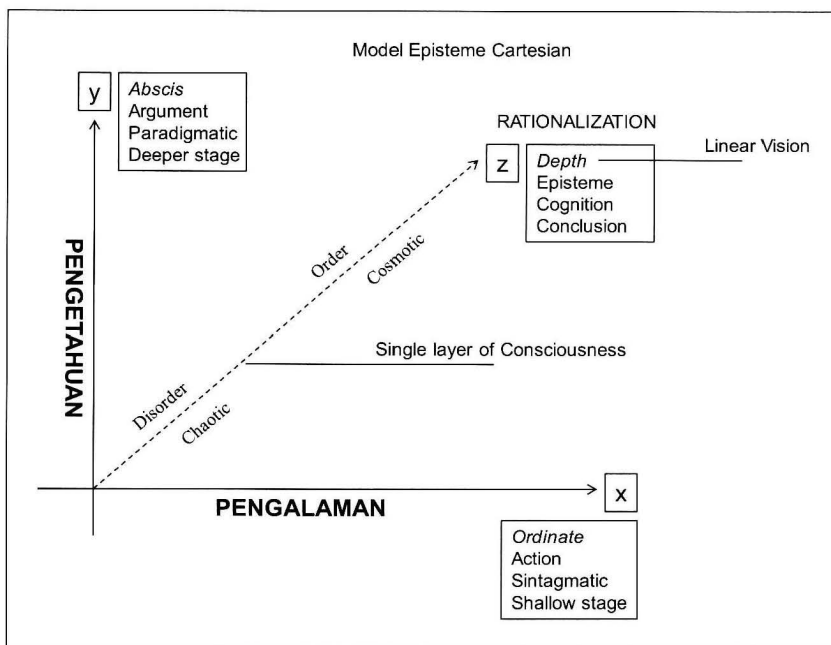 Model Episteme Cartesian
y
Abscis
Argument
Paradigmatic
Deeper stage
RATIONALIZATION
z
Depth
Episteme
Cognition
Conclusion
Linear Vision
PENGETAHUAN
Order
Cosmotic
Single layer of Consciousness
Disorder
Chaotic
PENGALAMAN
x
Ordinate
Action
Sintagmatic
Shallow stage